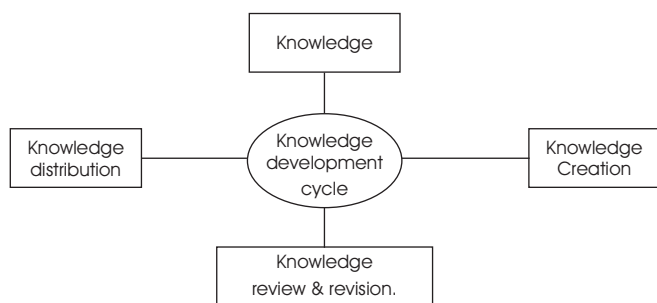 Knowledge
Knowledge
distribution
Knowledge
development
cycle
Knowledge
Creation
Knowledge
review & revision.